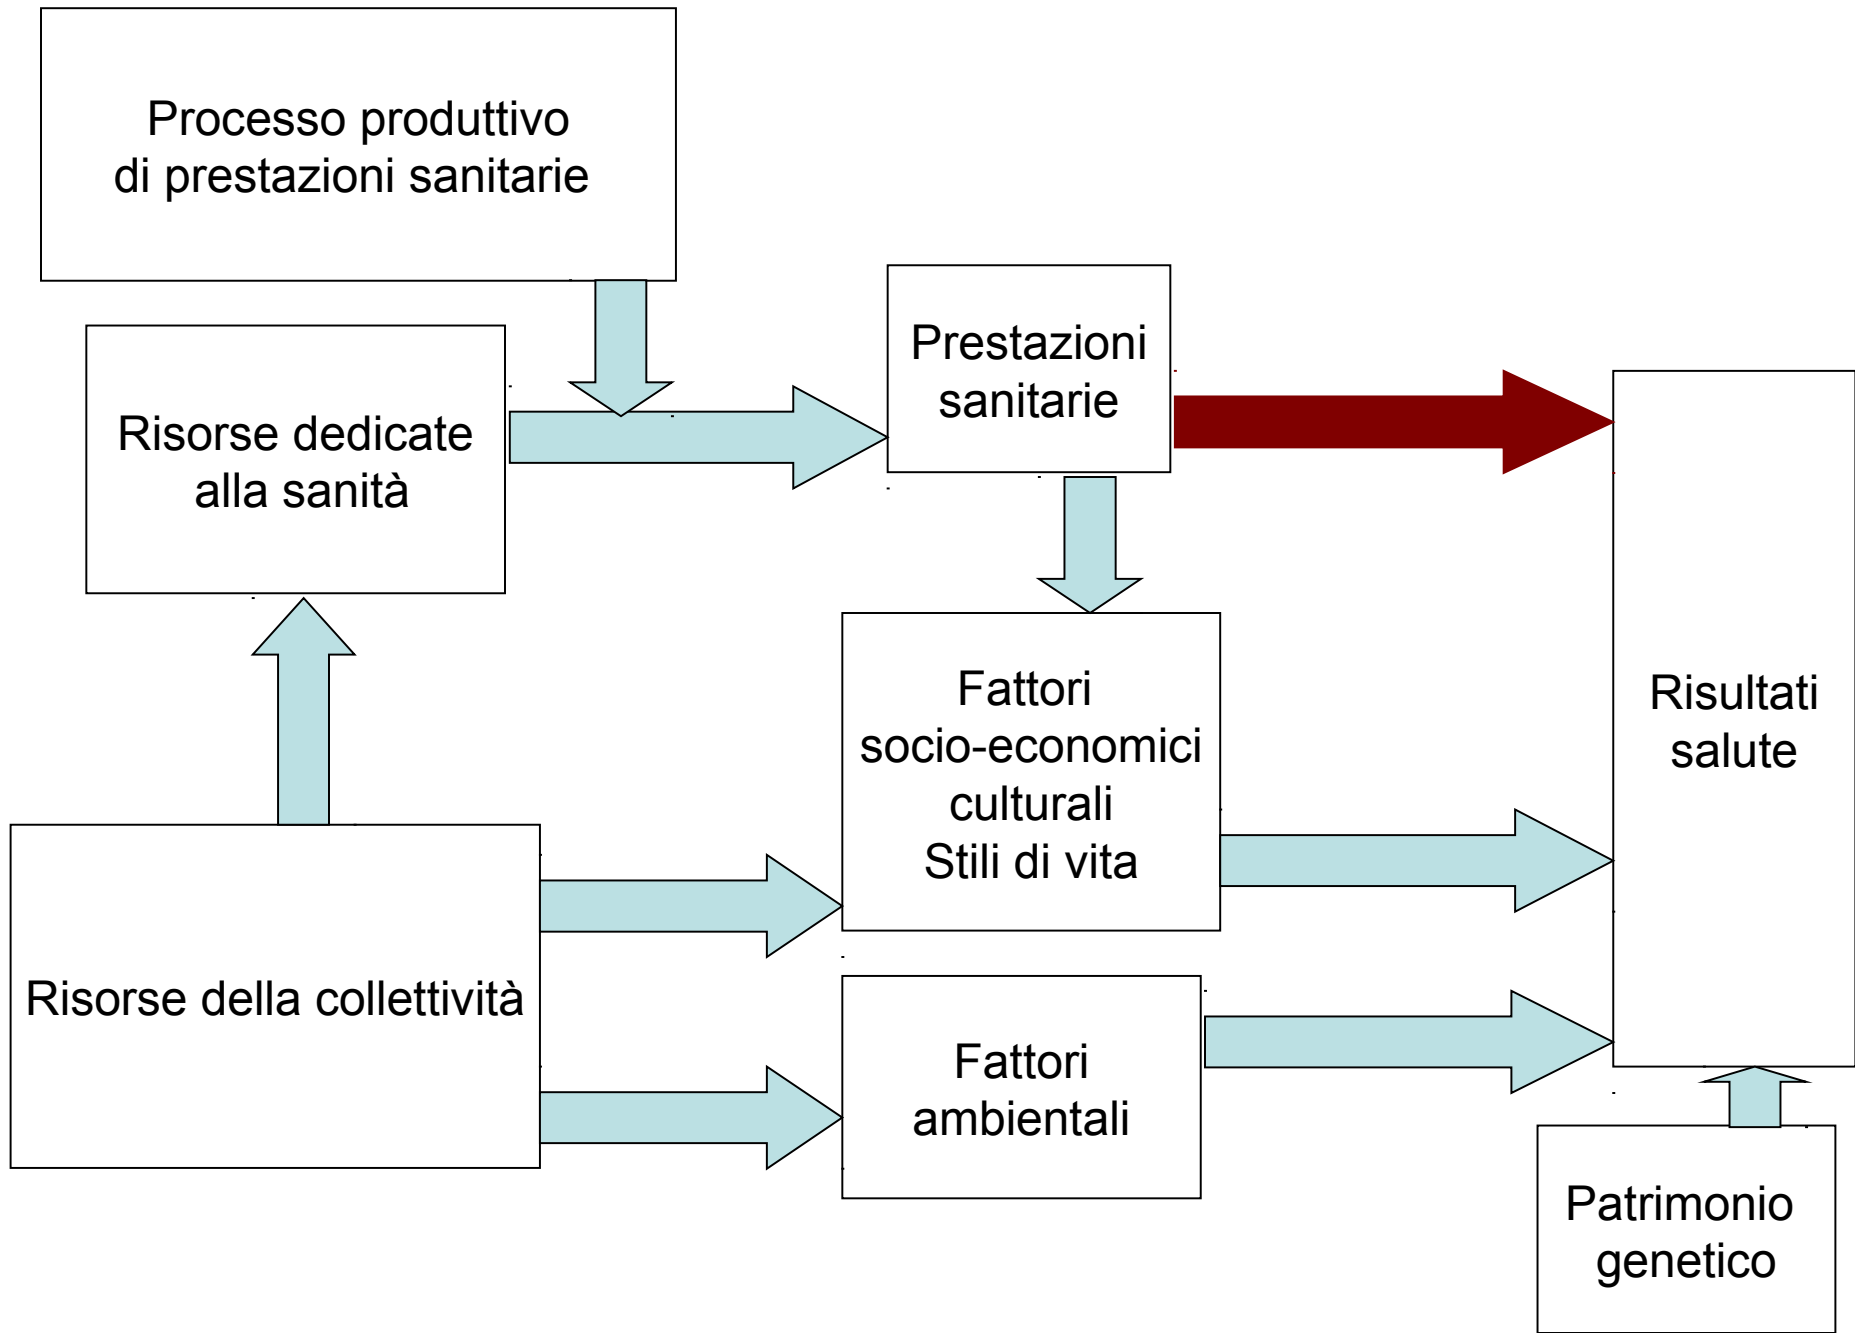 Processo produttivo
di prestazioni sanitarie
Prestazioni
sanitarie
Risorse dedicate
alla sanità
Fattori
socio-economici
culturali
Stili di vita
Risultati
salute
Risorse della collettività
Fattori
ambientali
Patrimonio
genetico